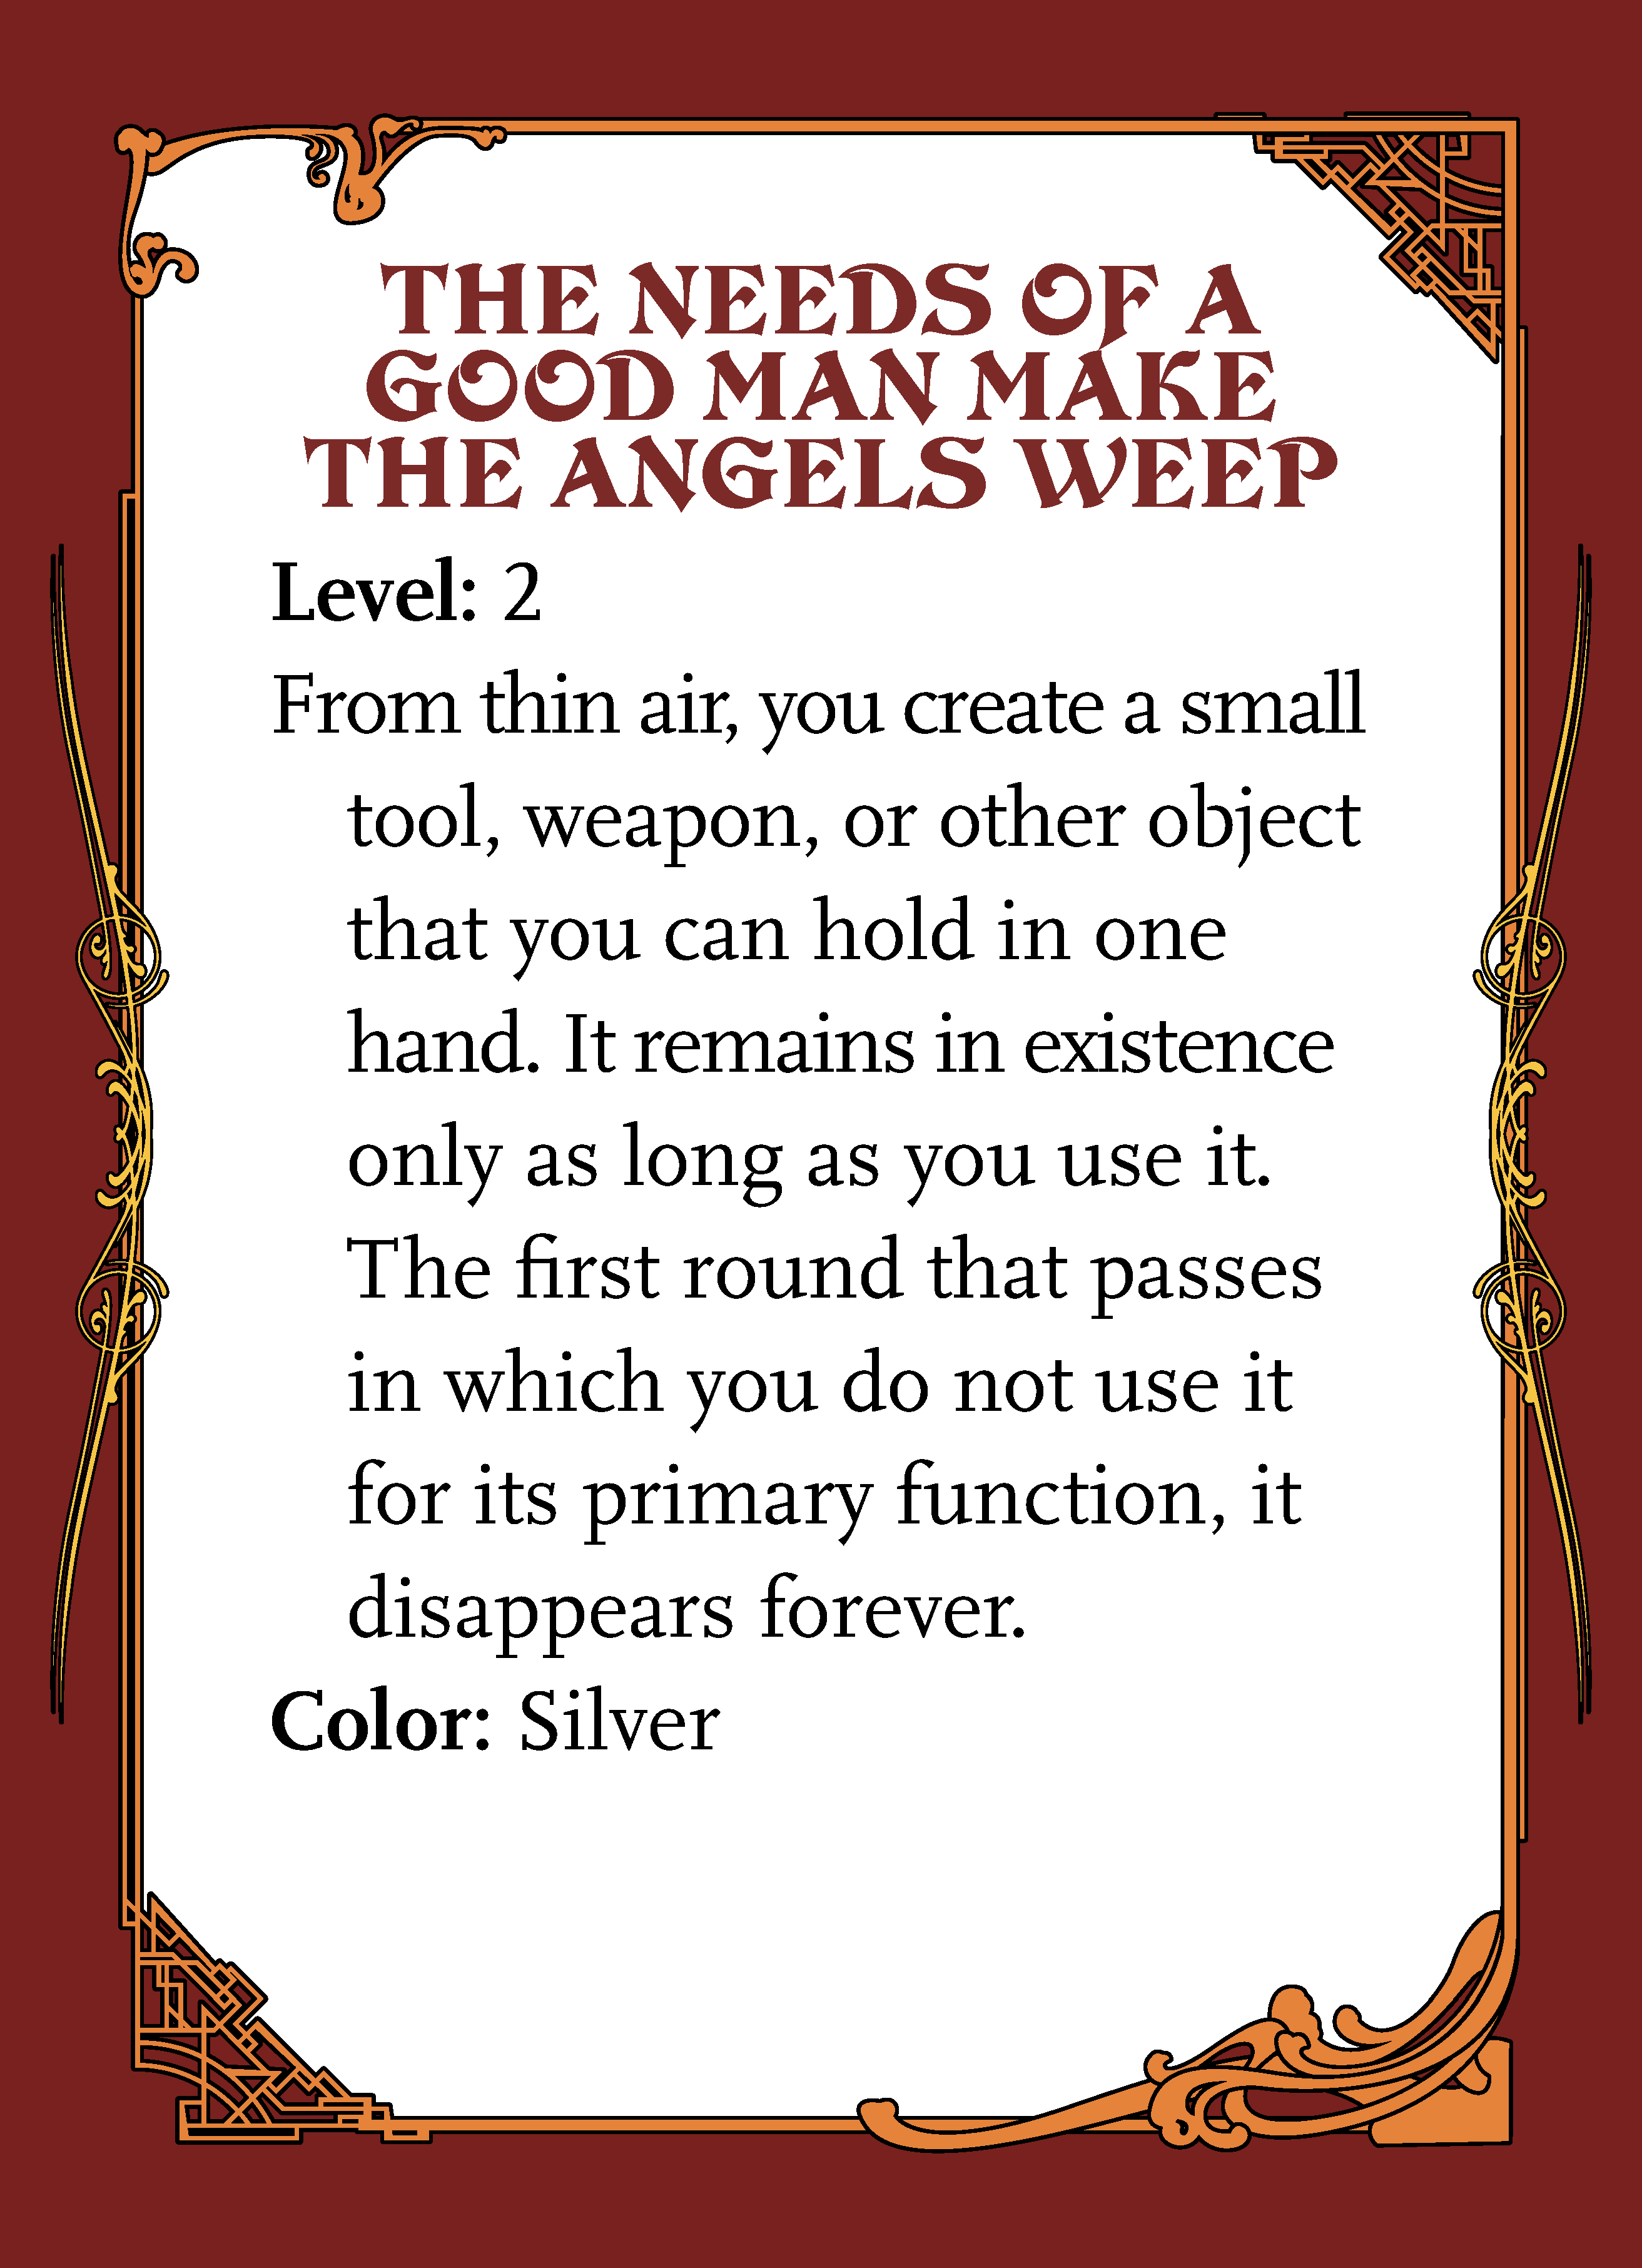 THE NEEDS OF A
GOOD MAN MAKE
THE ANGELS WEEP
Level: 2
From thin air, you create a small
tool, weapon, or other object
that you can hold in one
hand. It remains in existence
only as long as you use it.
The first round that passes
in which you do not use it
for its primary function, it
disappears forever.
Color: Silver